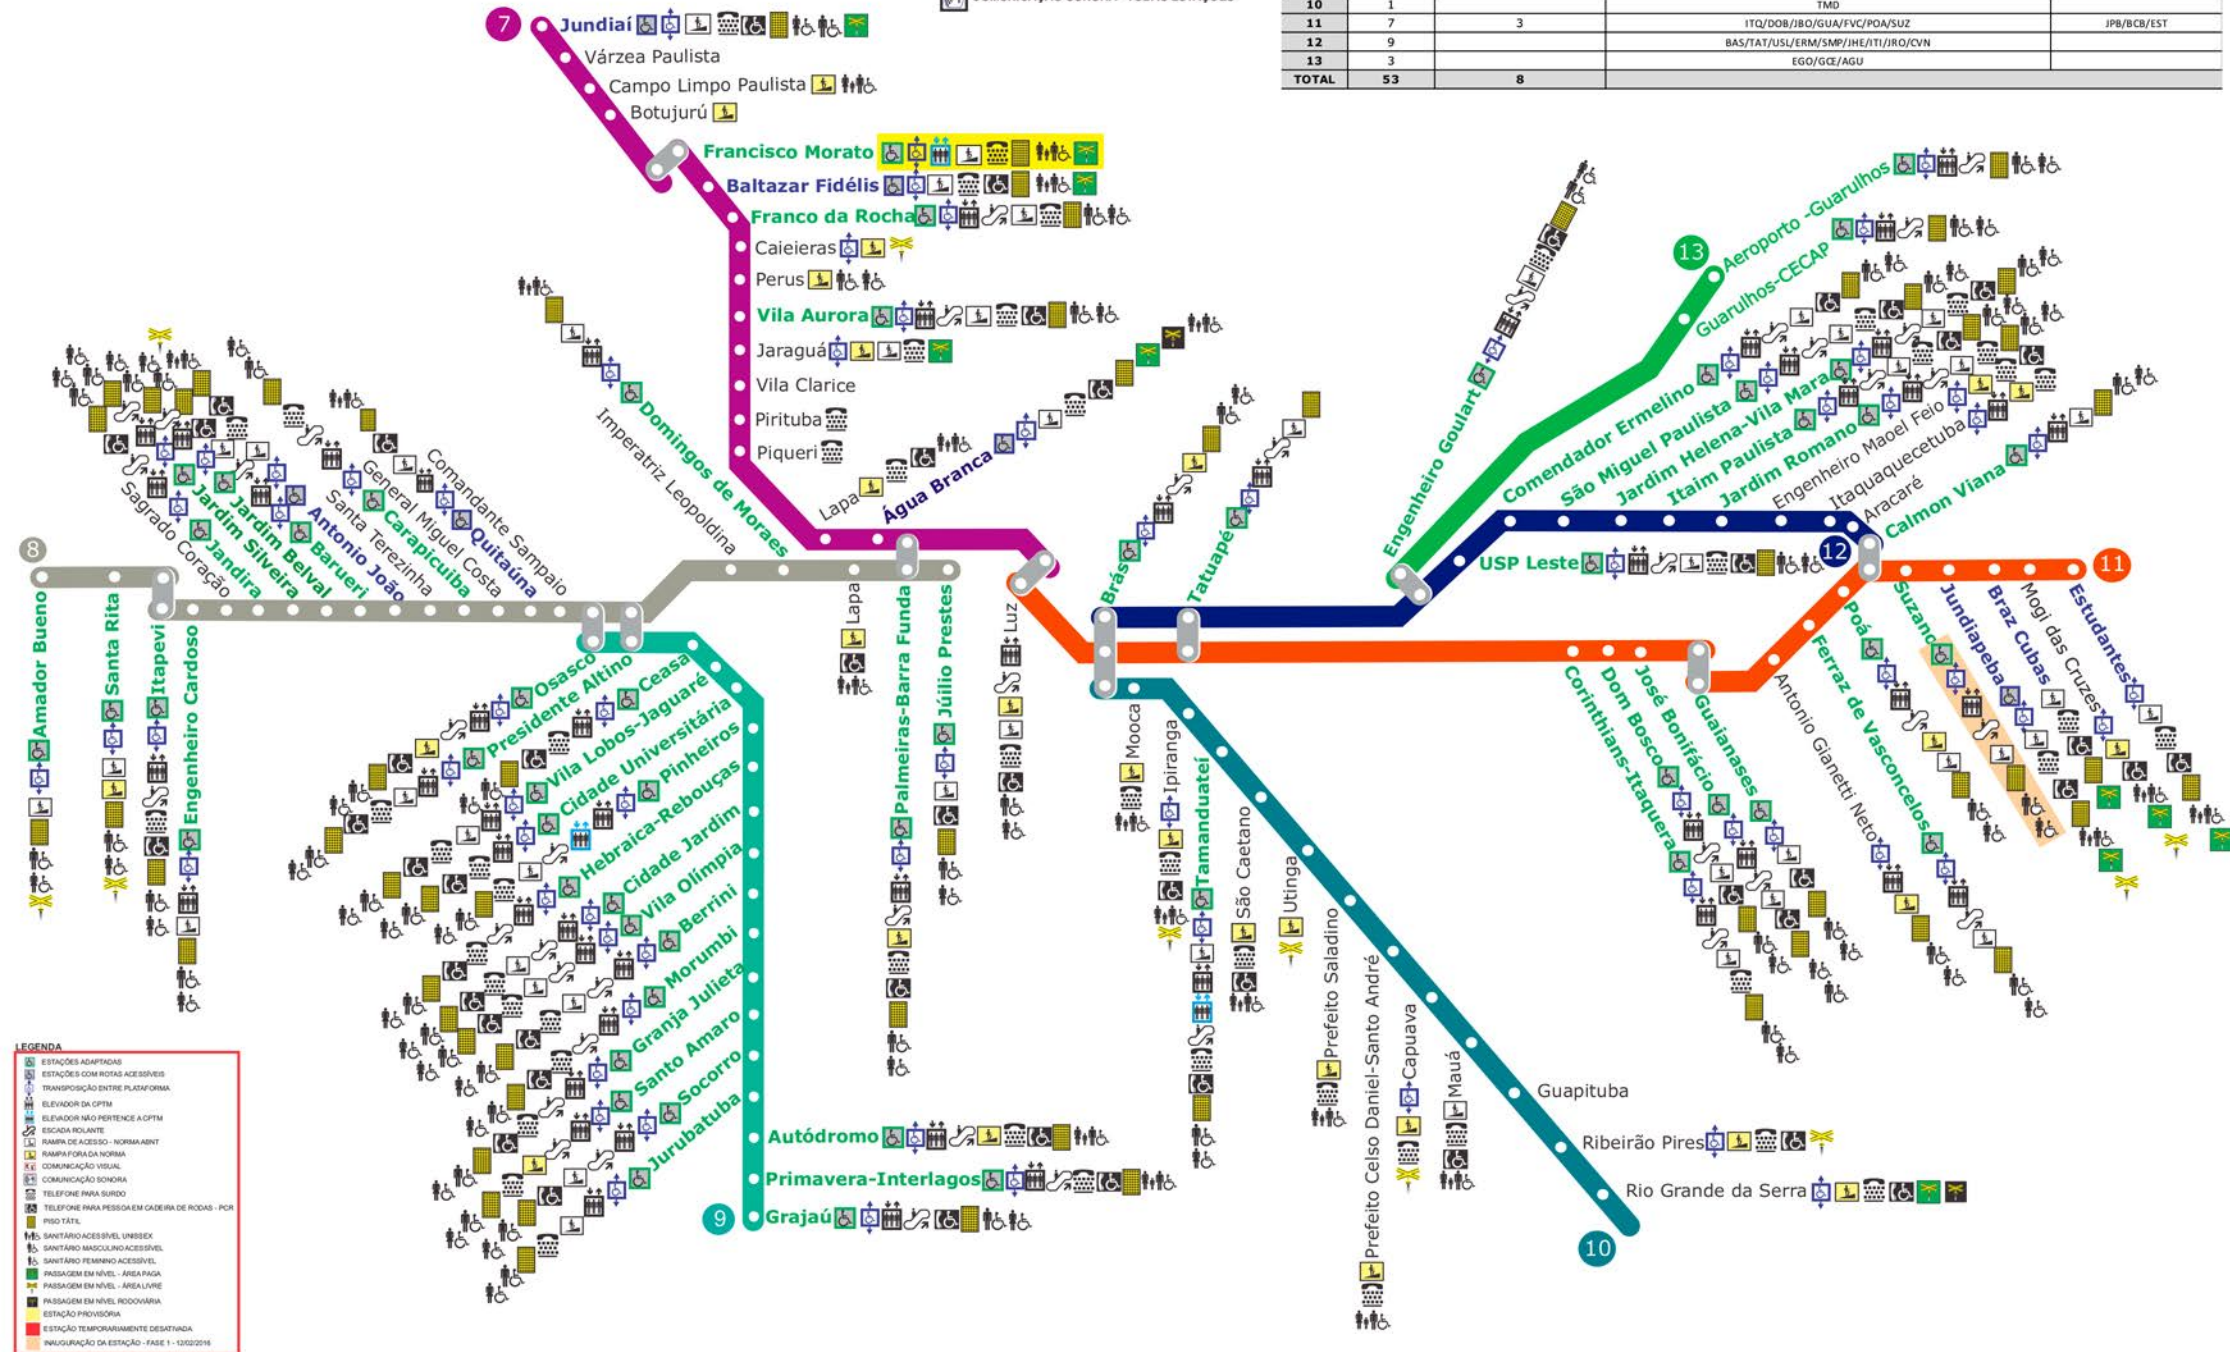 10 1 TMD
11 7 3 ITQ/DOB/JBO/GUA/FVC/POA/SUZ JPB/BCB/EST
12 9 BAS/TAT/USL/ERM/SMP/JHE/ITI/JRO/CVN
13 3 EGO/GCE/AGU
TOTAL 53 8
7
Jundiaí
Várzea Paulista
Campo Limpo Paulista
Botujurú
Francisco Morato
Baltazar Fidélis
Franco da Rocha
Caieieras
Perus
Vila Aurora
Jaraguá
Vila Clarice
Pirituba
Piqueri
Lapa
Água Branca
8
Amador Bueno
Santa Rita
Itapevi
Engenheiro Cardoso
Sagrado Coração
Jandira
Jardim Silveira
Jardim Belval
Barueri
Antonio João
Santa Terezinha
Carapicuiba
General Miguel Costa
Quitaúna
Comandante Sampaio
Osasco
Presidente Altino
Imperatriz Leopoldina
Domingos de Moraes
Lapa
Palmeiras-Barra Funda
Júilio Prestes
Luz
Ceasa
Vila Lobos-Jaguaré
Cidade Universitária
Pinheiros
Hebraica-Rebouças
Cidade Jardim
Vila Olímpia
Berrini
Morumbi
Granja Julieta
Santo Amaro
Socorro
Jurubatuba
Autódromo
Primavera-Interlagos
Grajaú
9
Brás
Tatuapé
Engenheiro Goulart
13
Aeroporto -Guarulhos
Guarulhos-CECAP
USP Leste
Comendador Ermelino
São Miguel Paulista
Jardim Helena-Vila Mara
Itaim Paulista
Jardim Romano
Engenheiro Maoel Feio
Itaquaquecetuba
Aracaré
Calmon Viana
12
11
Corinthians-Itaquera
Dom Bosco
José Bonifácio
Guaianases
Antonio Gianetti Neto
Ferraz de Vasconcelos
Poá
Suzano
Jundiapeba
Braz Cubas
Mogi das Cruzes
Estudantes
Mooca
Ipiranga
Tamanduateí
São Caetano
Utinga
Prefeito Saladino
Prefeito Celso Daniel-Santo André
Capuava
Mauá
Guapituba
Ribeirão Pires
Rio Grande da Serra
10
LEGENDA
ESTAÇÕES ADAPTADAS
ESTAÇÕES COM ROTAS ACESSÍVEIS
TRANSPOSIÇÃO ENTRE PLATAFORMA
ELEVADOR DA CPTM
ELEVADOR NÃO PERTENCE A CPTM
ESCADA ROLANTE
RAMPA DE ACESSO - NORMA ABNT
RAMPA FORA DA NORMA
COMUNICAÇÃO VISUAL
COMUNICAÇÃO SONORA
TELEFONE PARA SURDO
TELEFONE PARA PESSOA EM CADEIRA DE RODAS - PCR
PISO TÁTIL
SANITÁRIO ACESSÍVEL UNISSEX
SANITÁRIO MASCULINO ACESSÍVEL
SANITÁRIO FEMININO ACESSÍVEL
PASSAGEM EM NÍVEL - ÁREA PAGA
PASSAGEM EM NÍVEL - ÁREA LIVRE
PASSAGEM EM NÍVEL RODOVIÁRIA
ESTAÇÃO PROVISÓRIA
ESTAÇÃO TEMPORARIAMENTE DESATIVADA
INAUGURAÇÃO DA ESTAÇÃO - FASE 1 - 12/02/2016